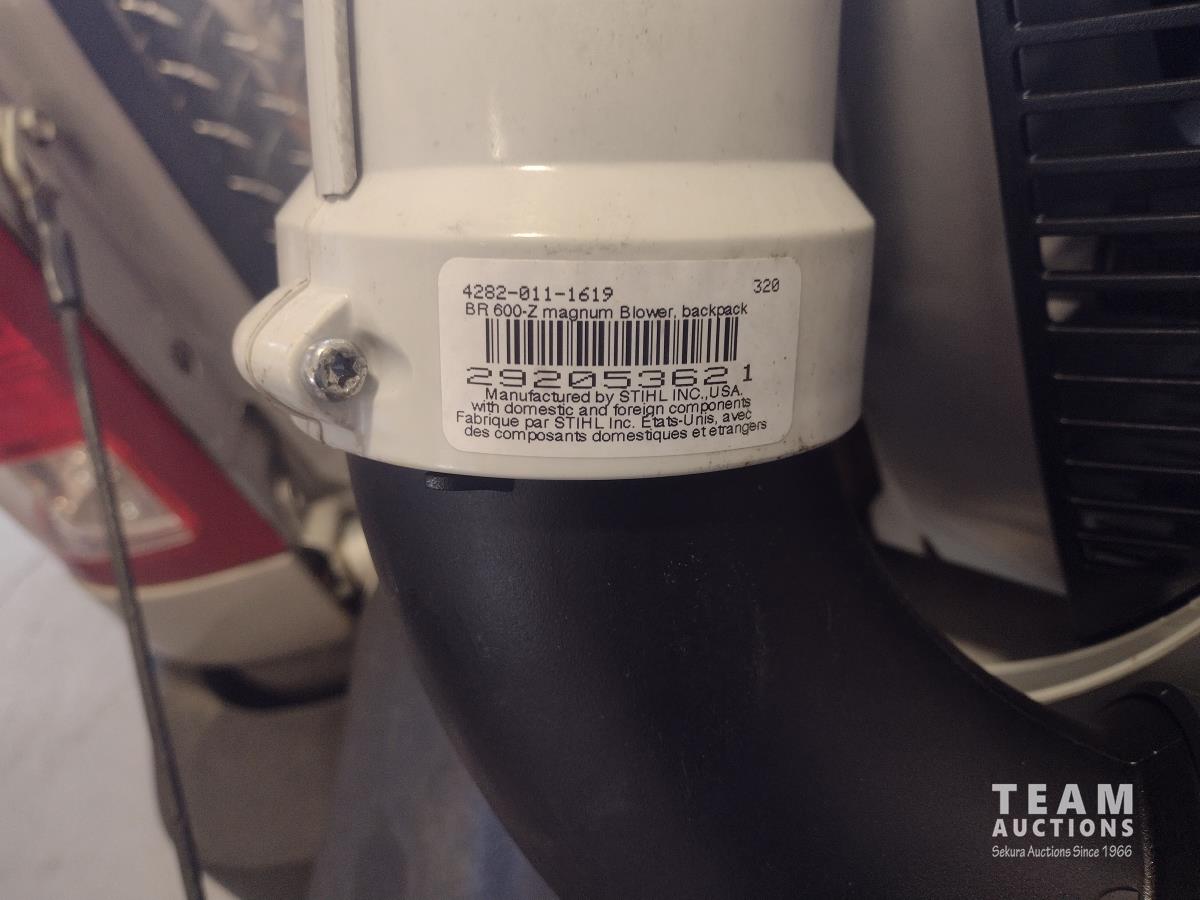 4282-011-1619 320
BR 600-Z magnum Blower, backpack
292053621
Manufactured by STIHL INC., USA.
with domestic and foreign components
Fabrique par STIHL Inc. Etats-Unis, avec
des composants domestiques et etrangers
TEAM
AUCTIONS
Sekura Auctions Since 1966